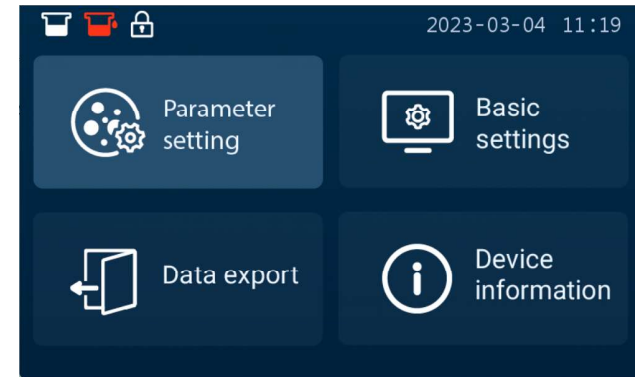 2023-03-04 11:19
Parameter
setting
Basic
settings
Data export
Device
information